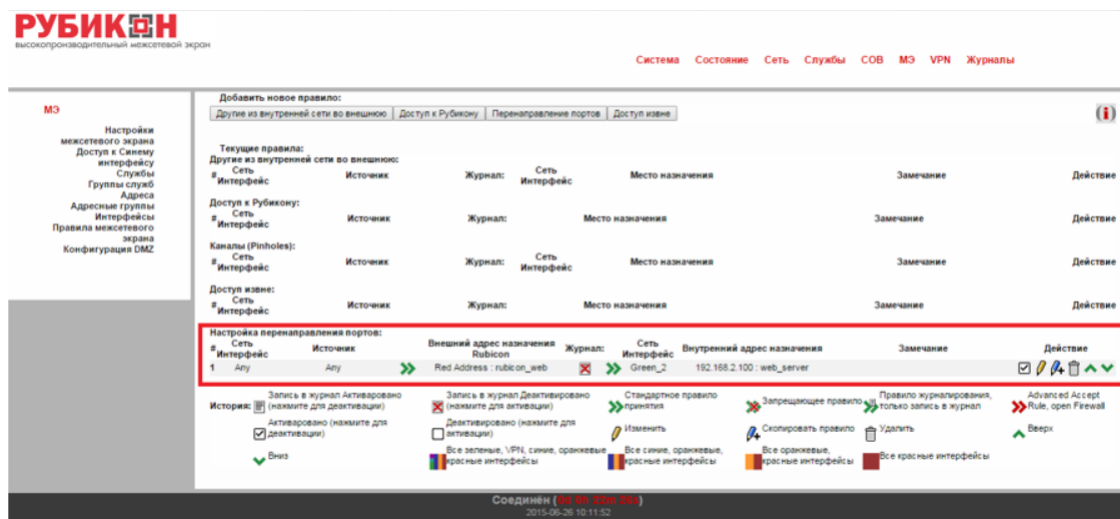 РУБИКОН
высокопроизводительный межсетевой экран
Система Состояние Сеть Службы СОВ МЭ VPN Журналы
МЭ
Настройки
межсетевого экрана
Доступ к Синему
интерфейсу
Службы
Группы служб
Адреса
Адресные группы
Интерфейсы
Правила межсетевого
экрана
Конфигурация DMZ
Добавить новое правило:
Другие из внутренней сети во внешнюю Доступ к Рубикону Перенаправление портов Доступ извне
Текущие правила:
Другие из внутренней сети во внешнюю:
# Сеть Интерфейс Источник Журнал: Сеть Интерфейс Место назначения Замечание Действие
Доступ к Рубикону:
# Сеть Интерфейс Источник Журнал: Место назначения Замечание Действие
Каналы (Pinholes):
# Сеть Интерфейс Источник Журнал: Сеть Интерфейс Место назначения Замечание Действие
Доступ извне:
# Сеть Интерфейс Источник Журнал: Место назначения Замечание Действие
Настройка перенаправления портов:
# Сеть Интерфейс Источник Внешний адрес назначения Rubicon Журнал: Сеть Интерфейс Внутренний адрес назначения Замечание Действие
1 Any Any Red Address : rubicon_web Green_2 192.168.2.100 : web_server
История: Запись в журнал Активаровано (нажмите для деактивации) Запись в журнал Деактивировано (нажмите для активации) Стандартное правило принятия Запрещающее правило Правило журналирования, только запись в журнал Advanced Accept Rule, open Firewall
Активаровано (нажмите для деактивации) Деактивировано (нажмите для активации) Изменить Скопировать правило Удалить Вверх
Вниз Все зеленые, VPN, синие, оранжевые красные интерфейсы Все синие, оранжевые, красные интерфейсы Все оранжевые, красные интерфейсы Все красные интерфейсы
Соединён (0d 0h 22m 26s)
2015-06-26 10:11:52